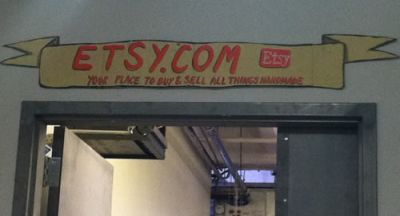 ETSY.COM Etsy
YOUR PLACE TO BUY & SELL ALL THINGS HANDMADE